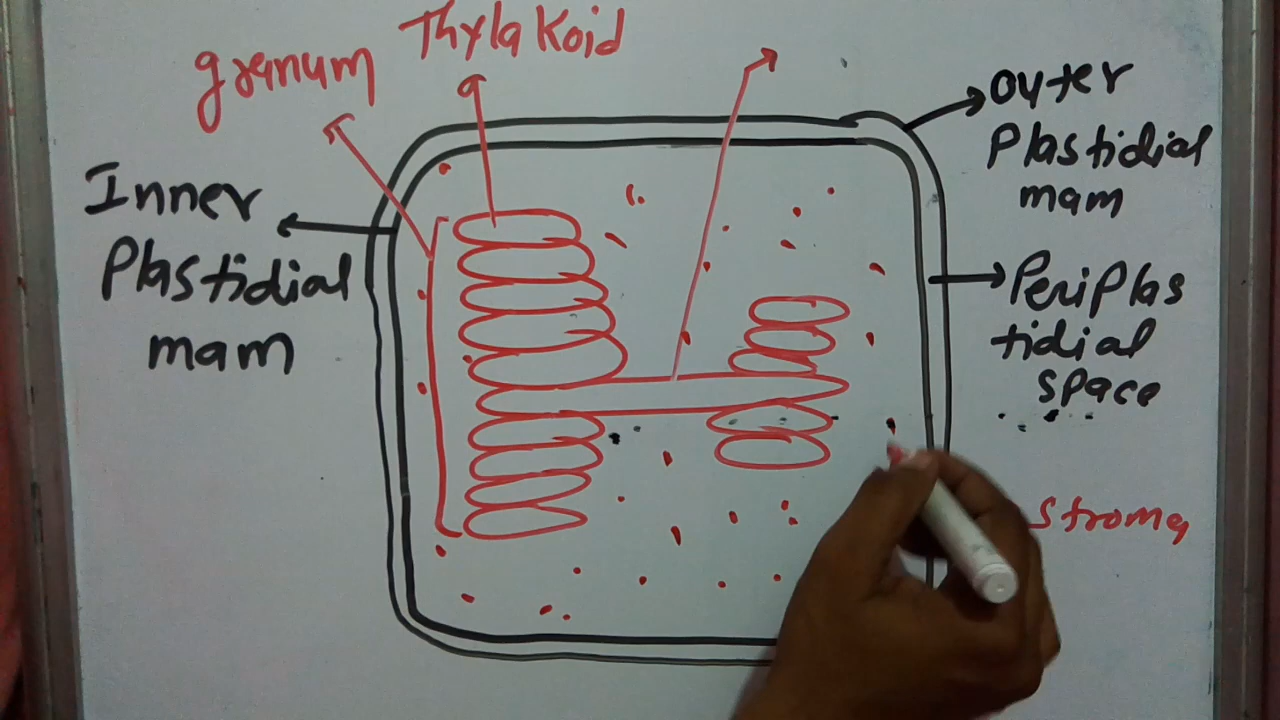 granum
Thylakoid
Inner
Plastidial
mam
Outer
Plastidial
mam
Periplas
tidial
space
Stroma